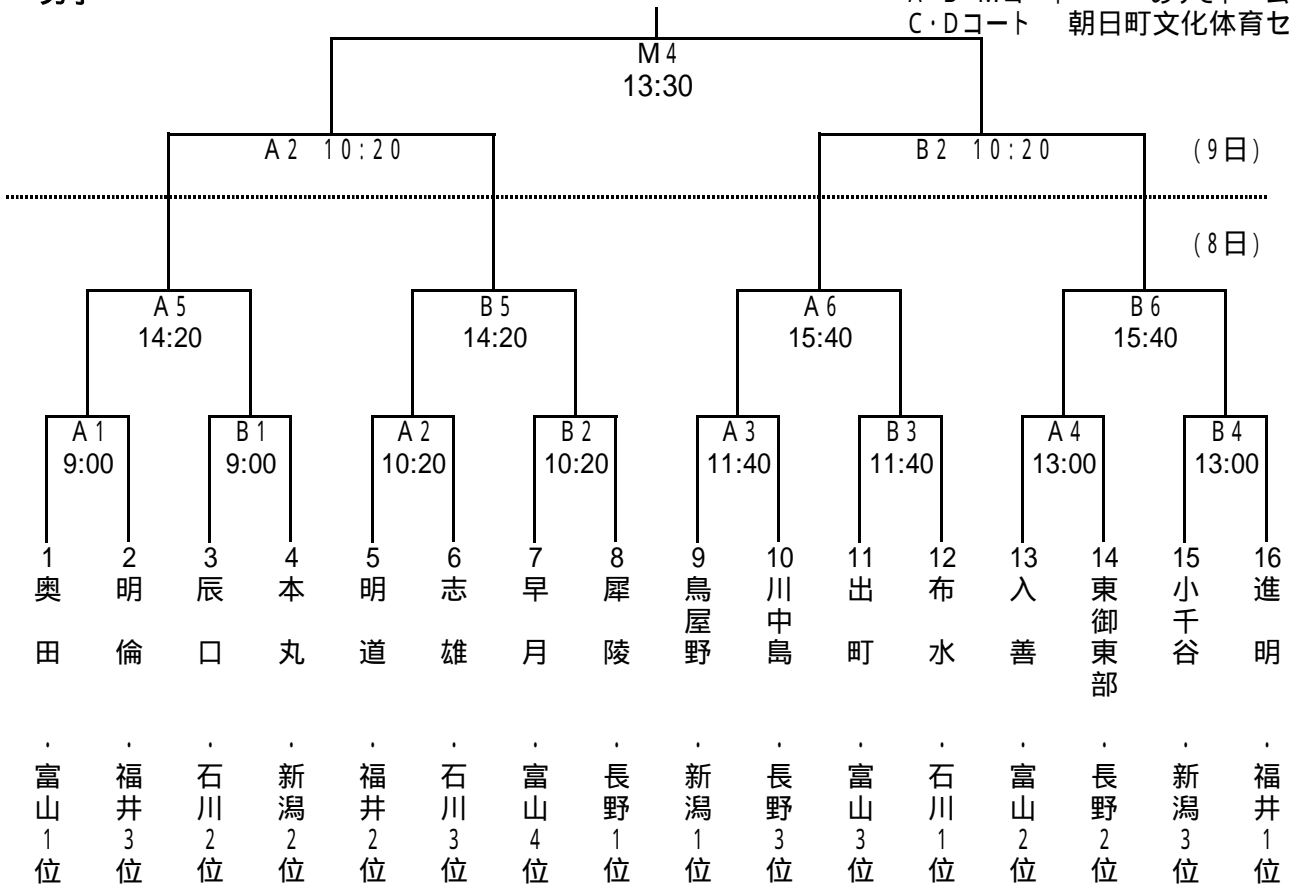 C・Dコート 朝日町文化体育セ
M4
13:30
A2 10:20
B2 10:20
(9日)
(8日)
A5
14:20
B5
14:20
A6
15:40
B6
15:40
A1
9:00
B1
9:00
A2
10:20
B2
10:20
A3
11:40
B3
11:40
A4
13:00
B4
13:00
1
奥田
・富山1位
2
明倫
・福井3位
3
辰口
・石川2位
4
本丸
・新潟2位
5
明道
・福井2位
6
志雄
・石川3位
7
早月
・富山4位
8
犀陵
・長野1位
9
鳥屋野
・新潟1位
10
川中島
・長野3位
11
出町
・富山3位
12
布水
・石川1位
13
入善
・富山2位
14
東御東部
・長野2位
15
小千谷
・新潟3位
16
進明
・福井1位